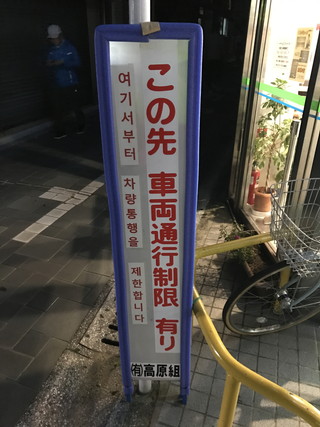 この先 車両通行制限 有り
여기서부터 차량통행을 제한합니다
㈲高原組